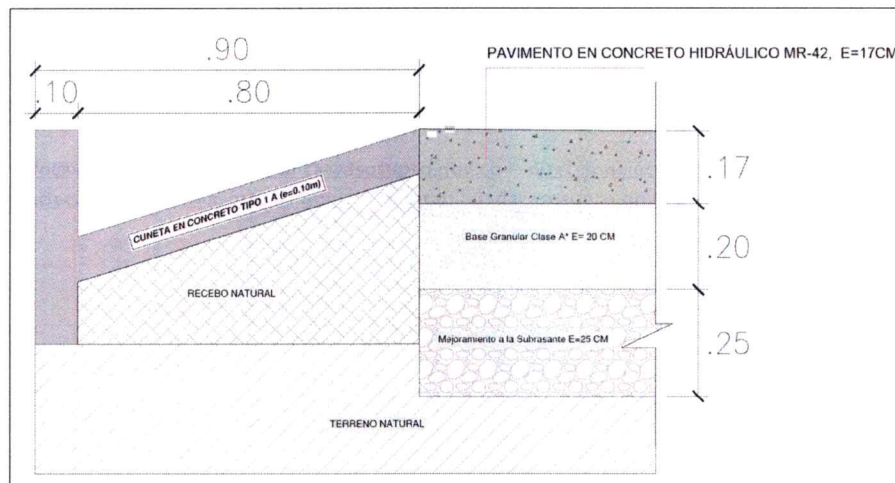 .90
PAVIMENTO EN CONCRETO HIDRÁULICO MR-42, E=17CM
.10
.80
.17
CUNETA EN CONCRETO TIPO 1 A (e=0.10m)
Base Granular Clase A* E= 20 CM
.20
RECEBO NATURAL
Mejoramiento a la Subrasante E=25 CM
.25
TERRENO NATURAL